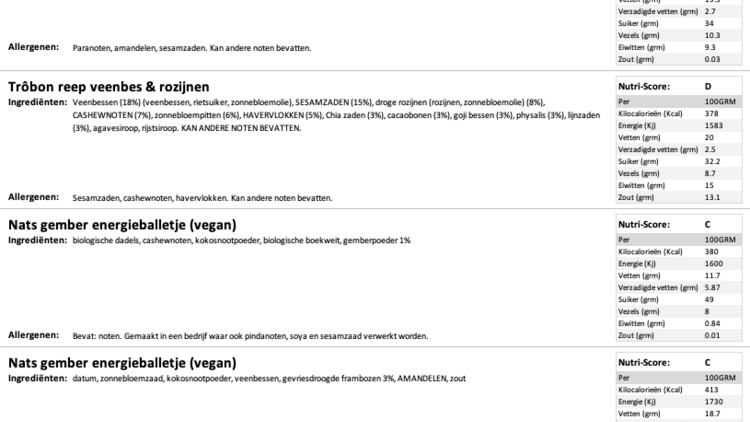 Verzadigde vetten (grm) 2.7
Suiker (grm) 34
Vezels (grm) 10.3
Eiwitten (grm) 9.3
Zout (grm) 0.03
Allergenen: Paranoten, amandelen, sesamzaden. Kan andere noten bevatten.
Trôbon reep veenbes & rozijnen
Ingrediënten: Veenbessen (18%) (veenbessen, rietsuiker, zonnebloemolie), SESAMZADEN (15%), droge rozijnen (rozijnen, zonnebloemolie) (8%),
CASHEWNOTEN (7%), zonnebloempitten (6%), HAVERVLOKKEN (5%), Chia zaden (3%), cacaobonen (3%), goji bessen (3%), physalis (3%), lijnzaden
(3%), agavesiroop, rijstsiroop. KAN ANDERE NOTEN BEVATTEN.
Nutri-Score: D
Per 100GRM
Kilocalorieën (Kcal) 378
Energie (Kj) 1583
Vetten (grm) 20
Verzadigde vetten (grm) 2.5
Suiker (grm) 32.2
Vezels (grm) 8.7
Eiwitten (grm) 15
Zout (grm) 13.1
Allergenen: Sesamzaden, cashewnoten, havervlokken. Kan andere noten bevatten.
Nats gember energieballetje (vegan)
Ingrediënten: biologische dadels, cashewnoten, kokosnootpoeder, biologische boekweit, gemberpoeder 1%
Nutri-Score: C
Per 100GRM
Kilocalorieën (Kcal) 380
Energie (Kj) 1600
Vetten (grm) 11.7
Verzadigde vetten (grm) 5.87
Suiker (grm) 49
Vezels (grm) 8
Eiwitten (grm) 0.84
Zout (grm) 0.01
Allergenen: Bevat: noten. Gemaakt in een bedrijf waar ook pindanoten, soya en sesamzaad verwerkt worden.
Nats gember energieballetje (vegan)
Ingrediënten: datum, zonnebloemzaad, kokosnootpoeder, veenbessen, gevriesdroogde frambozen 3%, AMANDELEN, zout
Nutri-Score: C
Per 100GRM
Kilocalorieën (Kcal) 413
Energie (Kj) 1730
Vetten (grm) 18.7